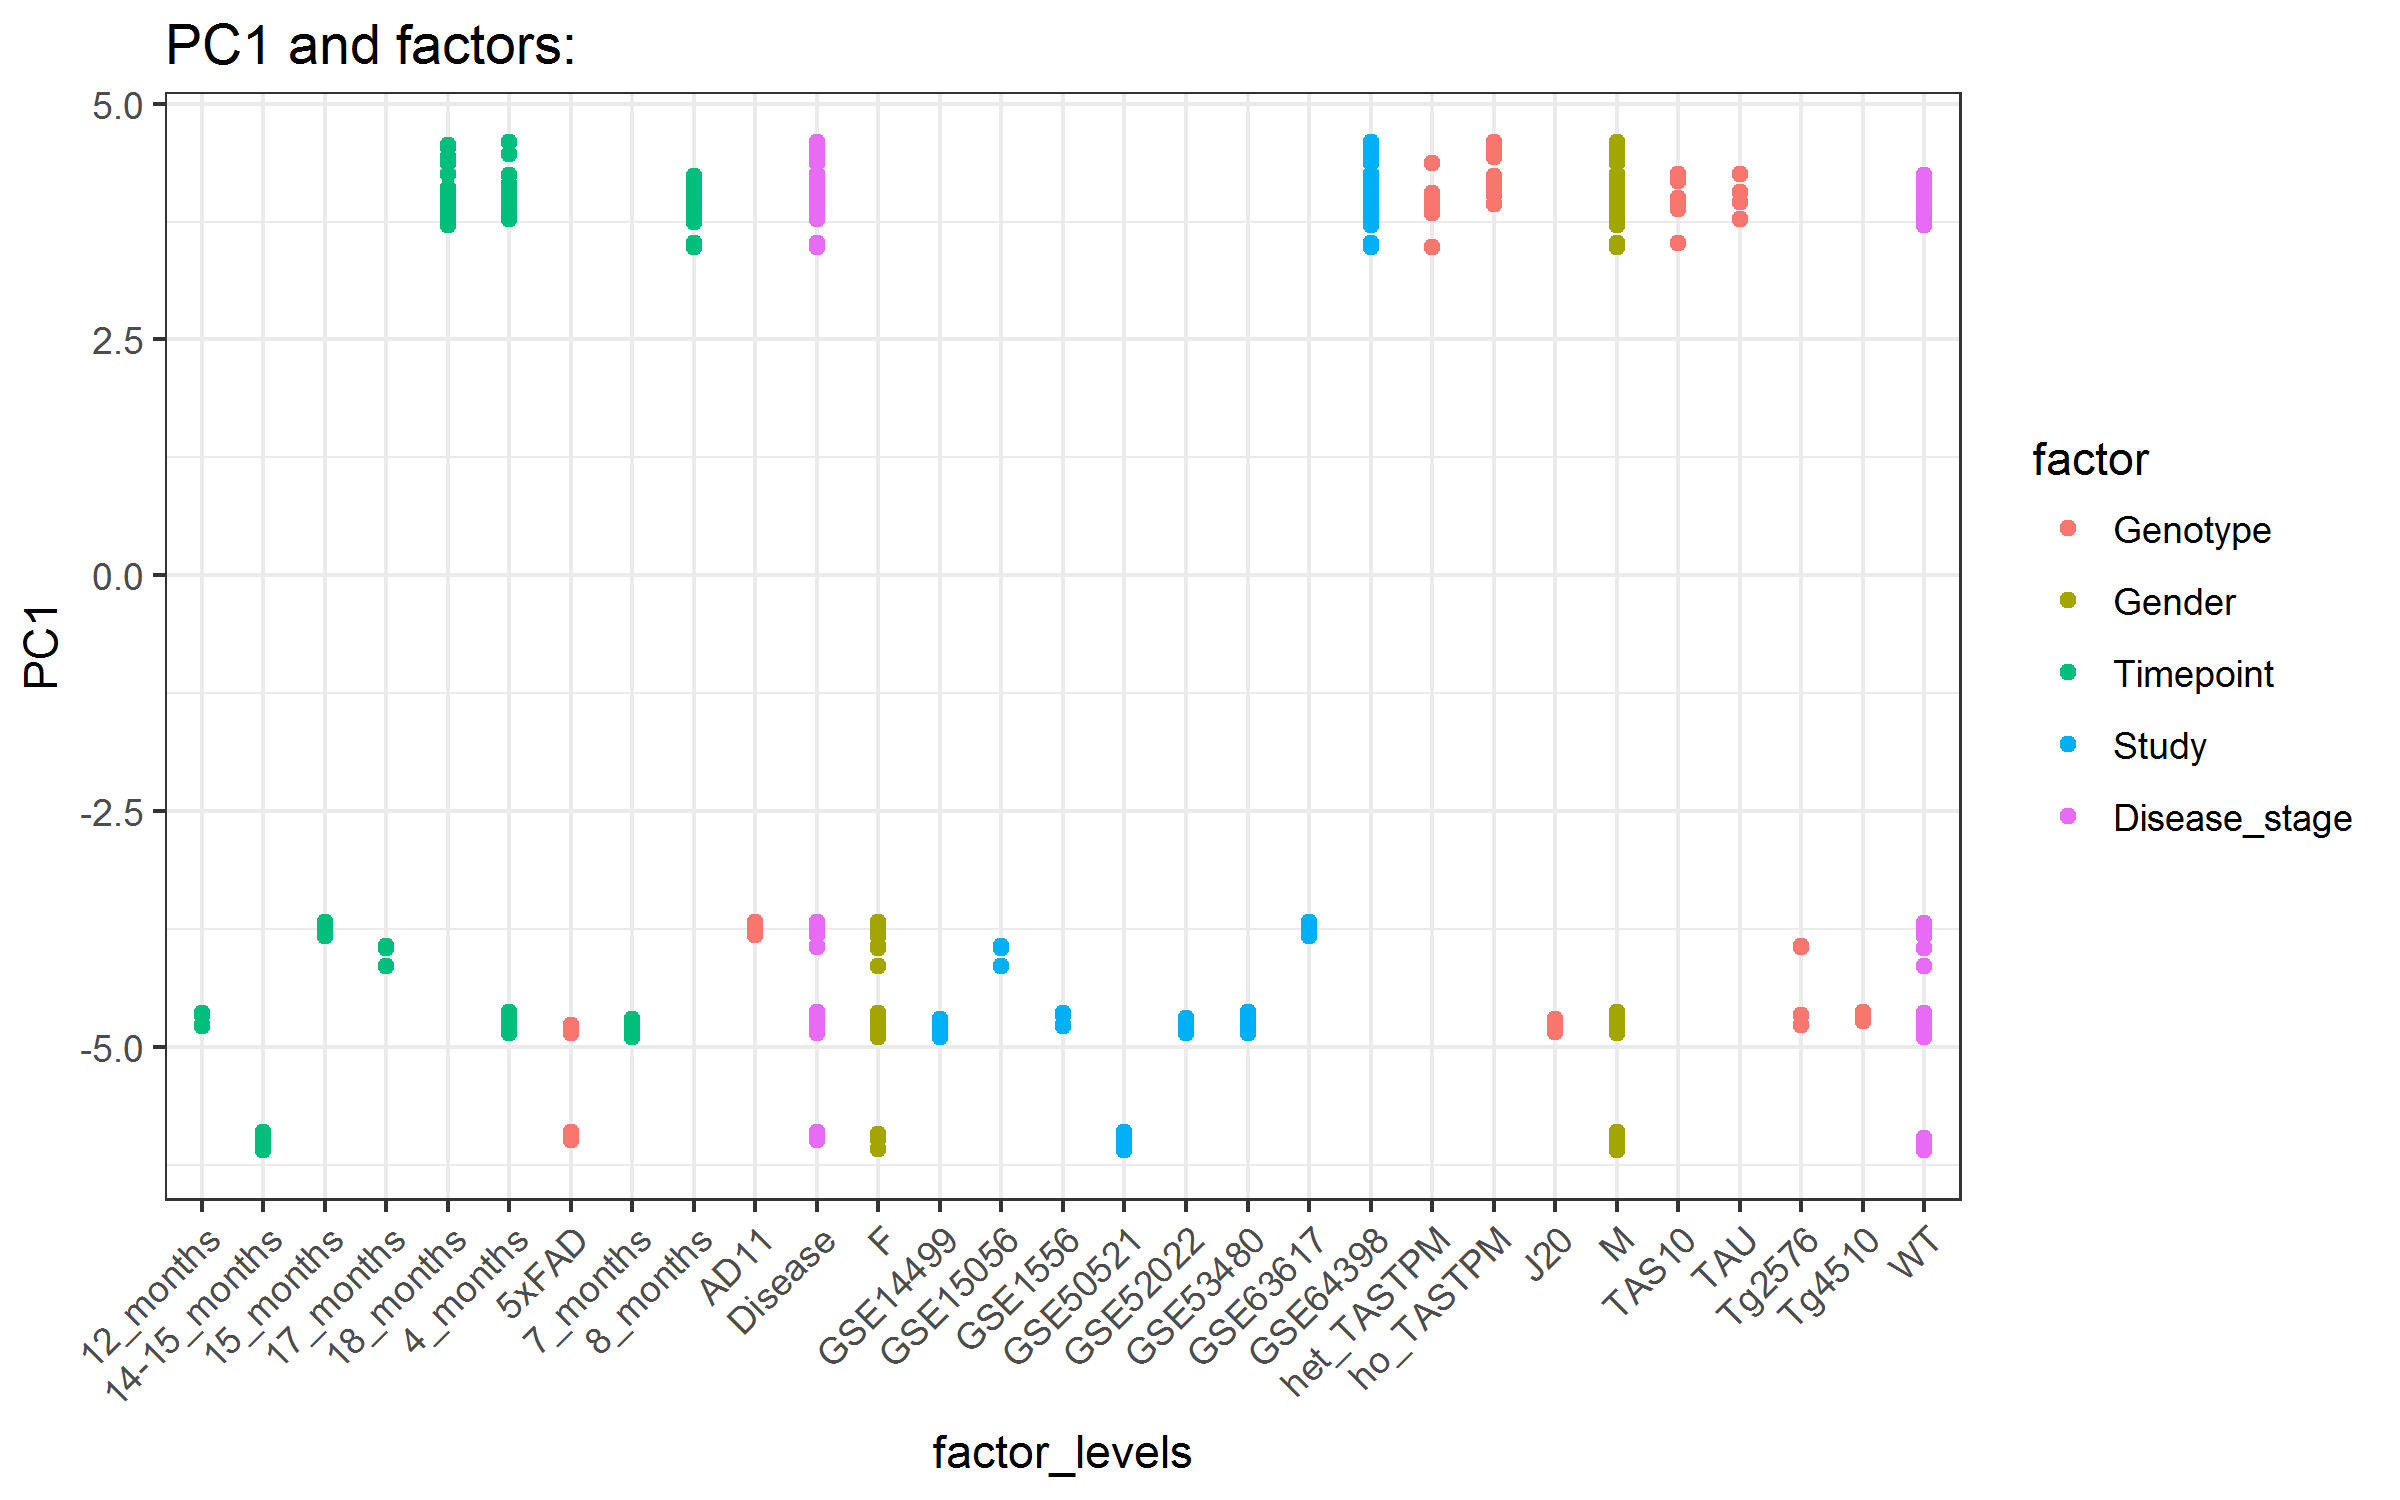 PC1 and factors:
5.0
2.5
0.0
-2.5
-5.0
PC1
12_months
14-15_months
15_months
17_months
18_months
4_months
5xFAD
7_months
8_months
AD11
Disease
F
GSE14499
GSE15056
GSE1556
GSE50521
GSE52022
GSE53480
GSE63617
GSE64398
het_TASTPM
ho_TASTPM
J20
M
TAS10
TAU
Tg2576
Tg4510
WT
factor_levels
factor
Genotype
Gender
Timepoint
Study
Disease_stage